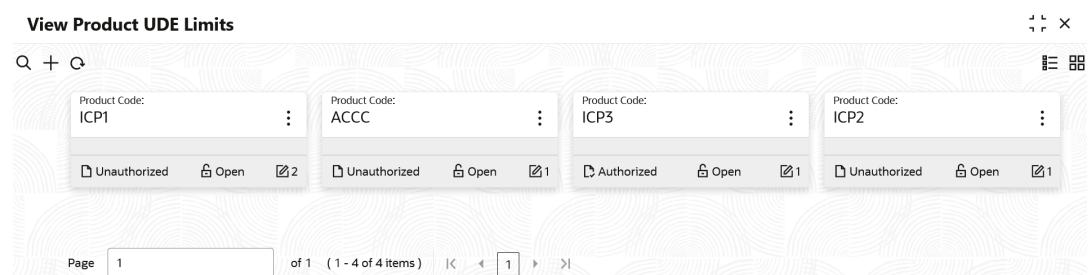 View Product UDE Limits
Product Code:
ICP1
Unauthorized Open 2
Product Code:
ACCC
Unauthorized Open 1
Product Code:
ICP3
Authorized Open 1
Product Code:
ICP2
Unauthorized Open 1
Page 1 of 1 ( 1 - 4 of 4 items ) 1